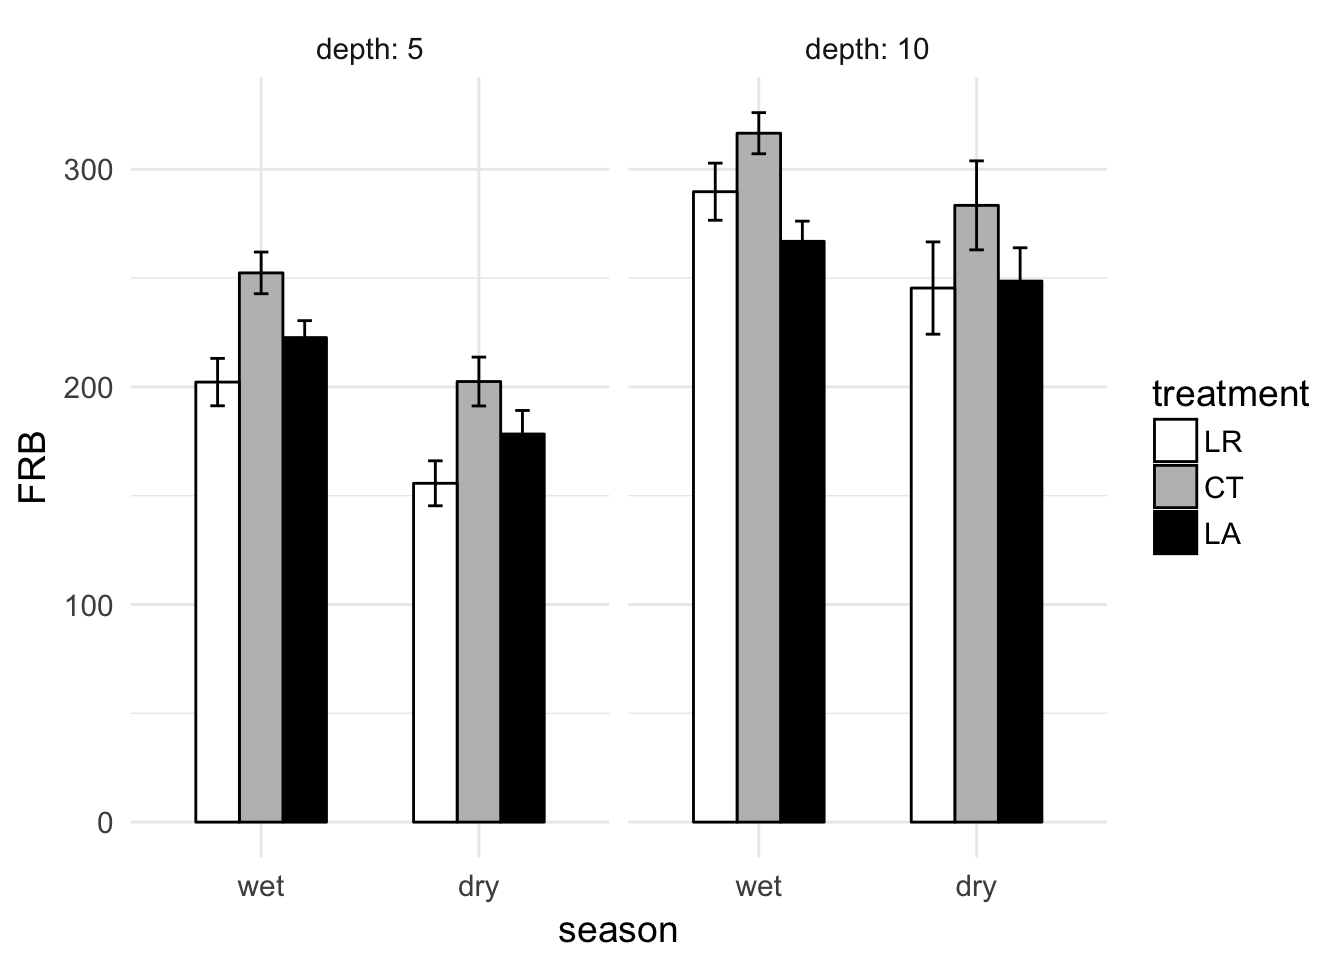 depth: 5
depth: 10
FRB
300
200
100
0
wet
dry
wet
dry
season
treatment
LR
CT
LA